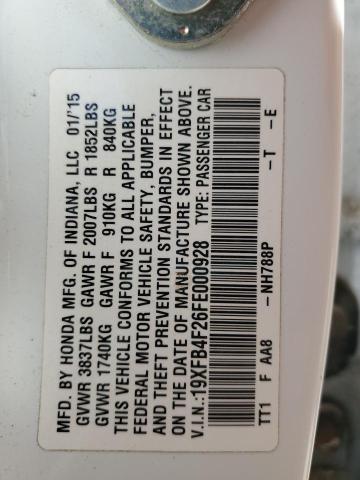 MFD. BY HONDA MFG. OF INDIANA, LLC 01/'15
GVWR 3837LBS GAWR F 2007LBS R 1852LBS
GVWR 1740KG GAWR F 910KG R 840KG
THIS VEHICLE CONFORMS TO ALL APPLICABLE
FEDERAL MOTOR VEHICLE SAFETY, BUMPER,
AND THEFT PREVENTION STANDARDS IN EFFECT
ON THE DATE OF MANUFACTURE SHOWN ABOVE.
V.I.N.:19XFB4F26FE000928 TYPE: PASSENGER CAR
TT1 F AA8 -NH788P -T -E